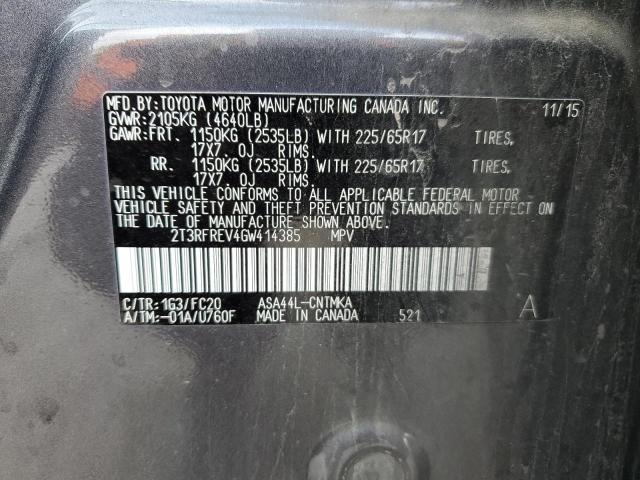 MFD.BY:TOYOTA MOTOR MANUFACTURING CANADA INC. 11/15
GVWR:2105KG (4640LB)
GAWR:FRT. 1150KG (2535LB) WITH 225/65R17 TIRES,
17X7.0J RIMS.
RR. 1150KG (2535LB) WITH 225/65R17 TIRES,
17X7.0J RIMS.
THIS VEHICLE CONFORMS TO ALL APPLICABLE FEDERAL MOTOR
VEHICLE SAFETY AND THEFT PREVENTION STANDARDS IN EFFECT ON
THE DATE OF MANUFACTURE SHOWN ABOVE.
2T3RFREV4GW414385 MPV
C/TR:1G3/FC20 ASA44L-CNTMKA
A/TM:-01A/U760F MADE IN CANADA 521 A